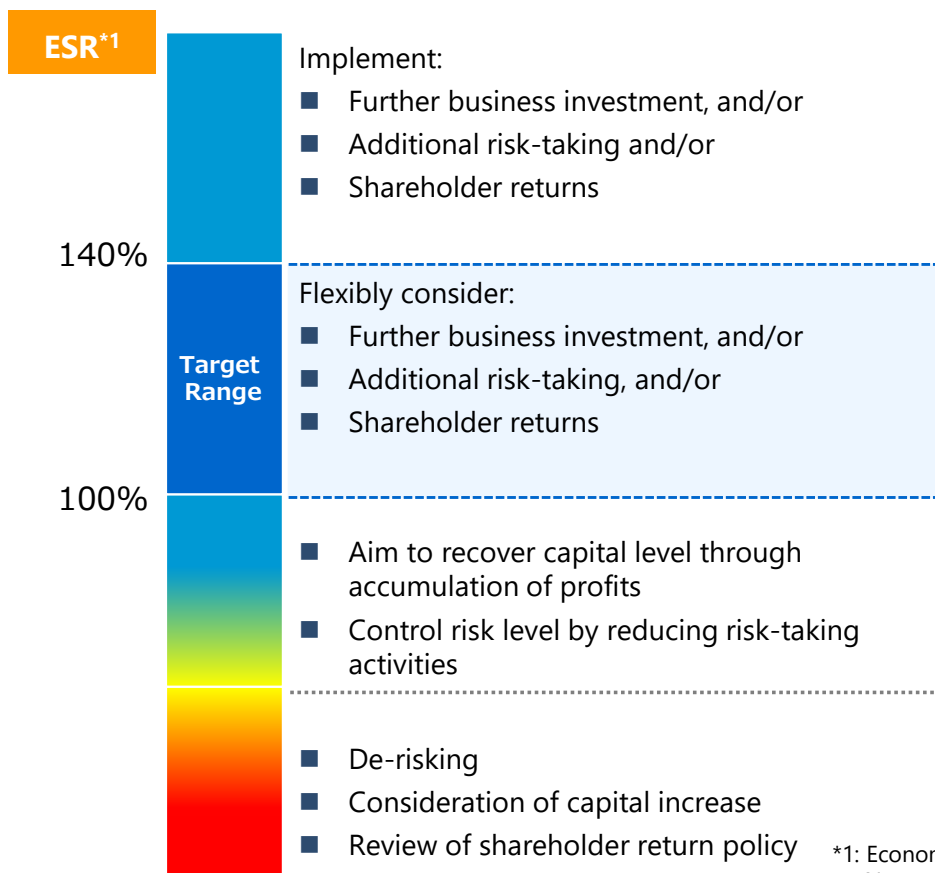 ESR*1
Implement:
■ Further business investment, and/or
■ Additional risk-taking and/or
■ Shareholder returns
140%
Flexibly consider:
■ Further business investment, and/or
■ Additional risk-taking, and/or
■ Shareholder returns
Target
Range
100%
■ Aim to recover capital level through
accumulation of profits
■ Control risk level by reducing risk-taking
activities
■ De-risking
■ Consideration of capital increase
■ Review of shareholder return policy
*1: Econor